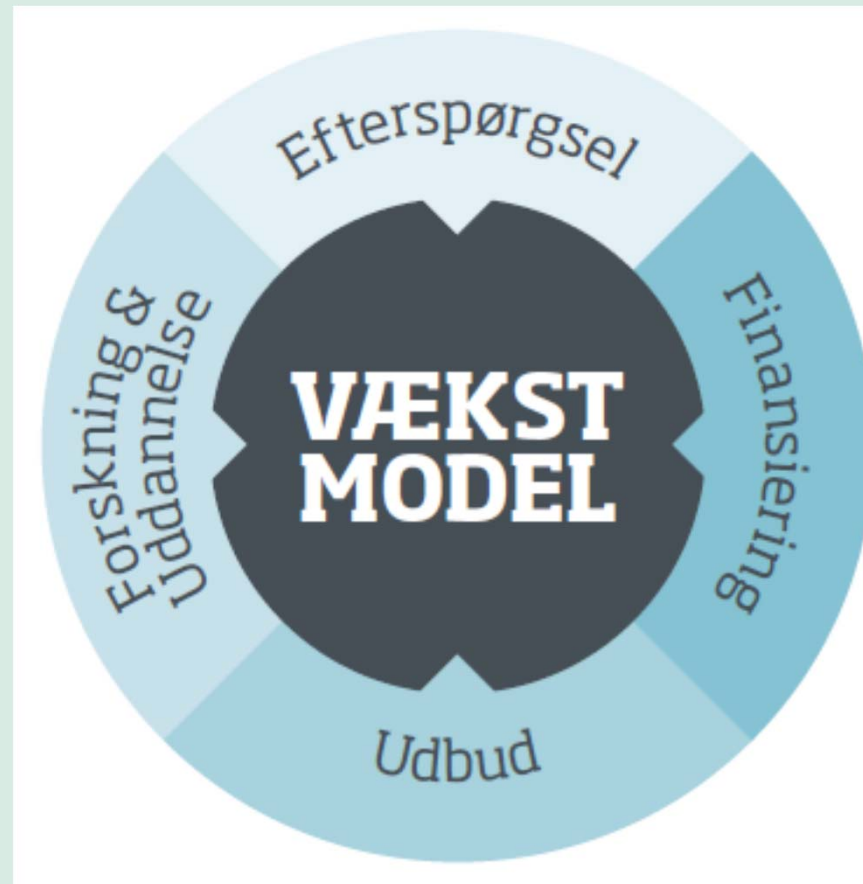 Efterspørgsel
Forskning &
Uddannelse
VÆKST
MODEL
Finansiering
Udbud